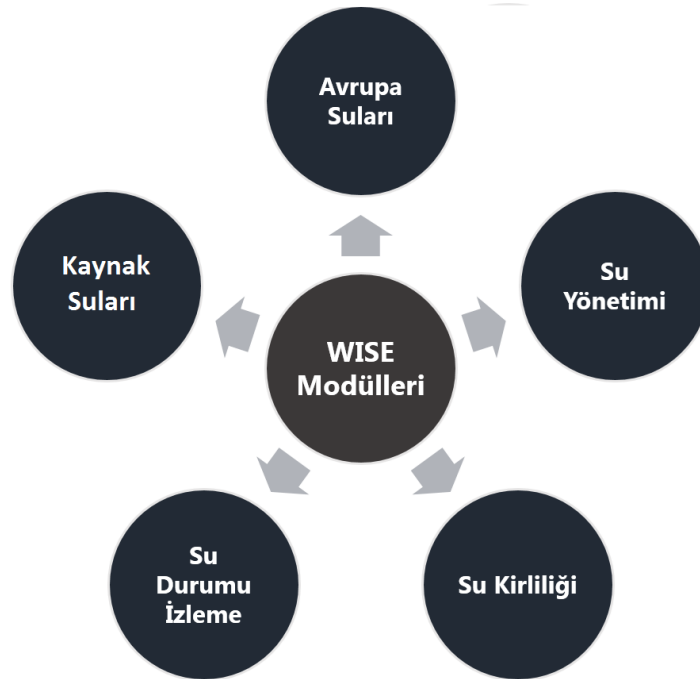 Avrupa
Suları
Kaynak
Suları
Su
Yönetimi
WISE
Modülleri
Su
Durumu
İzleme
Su Kirliliği